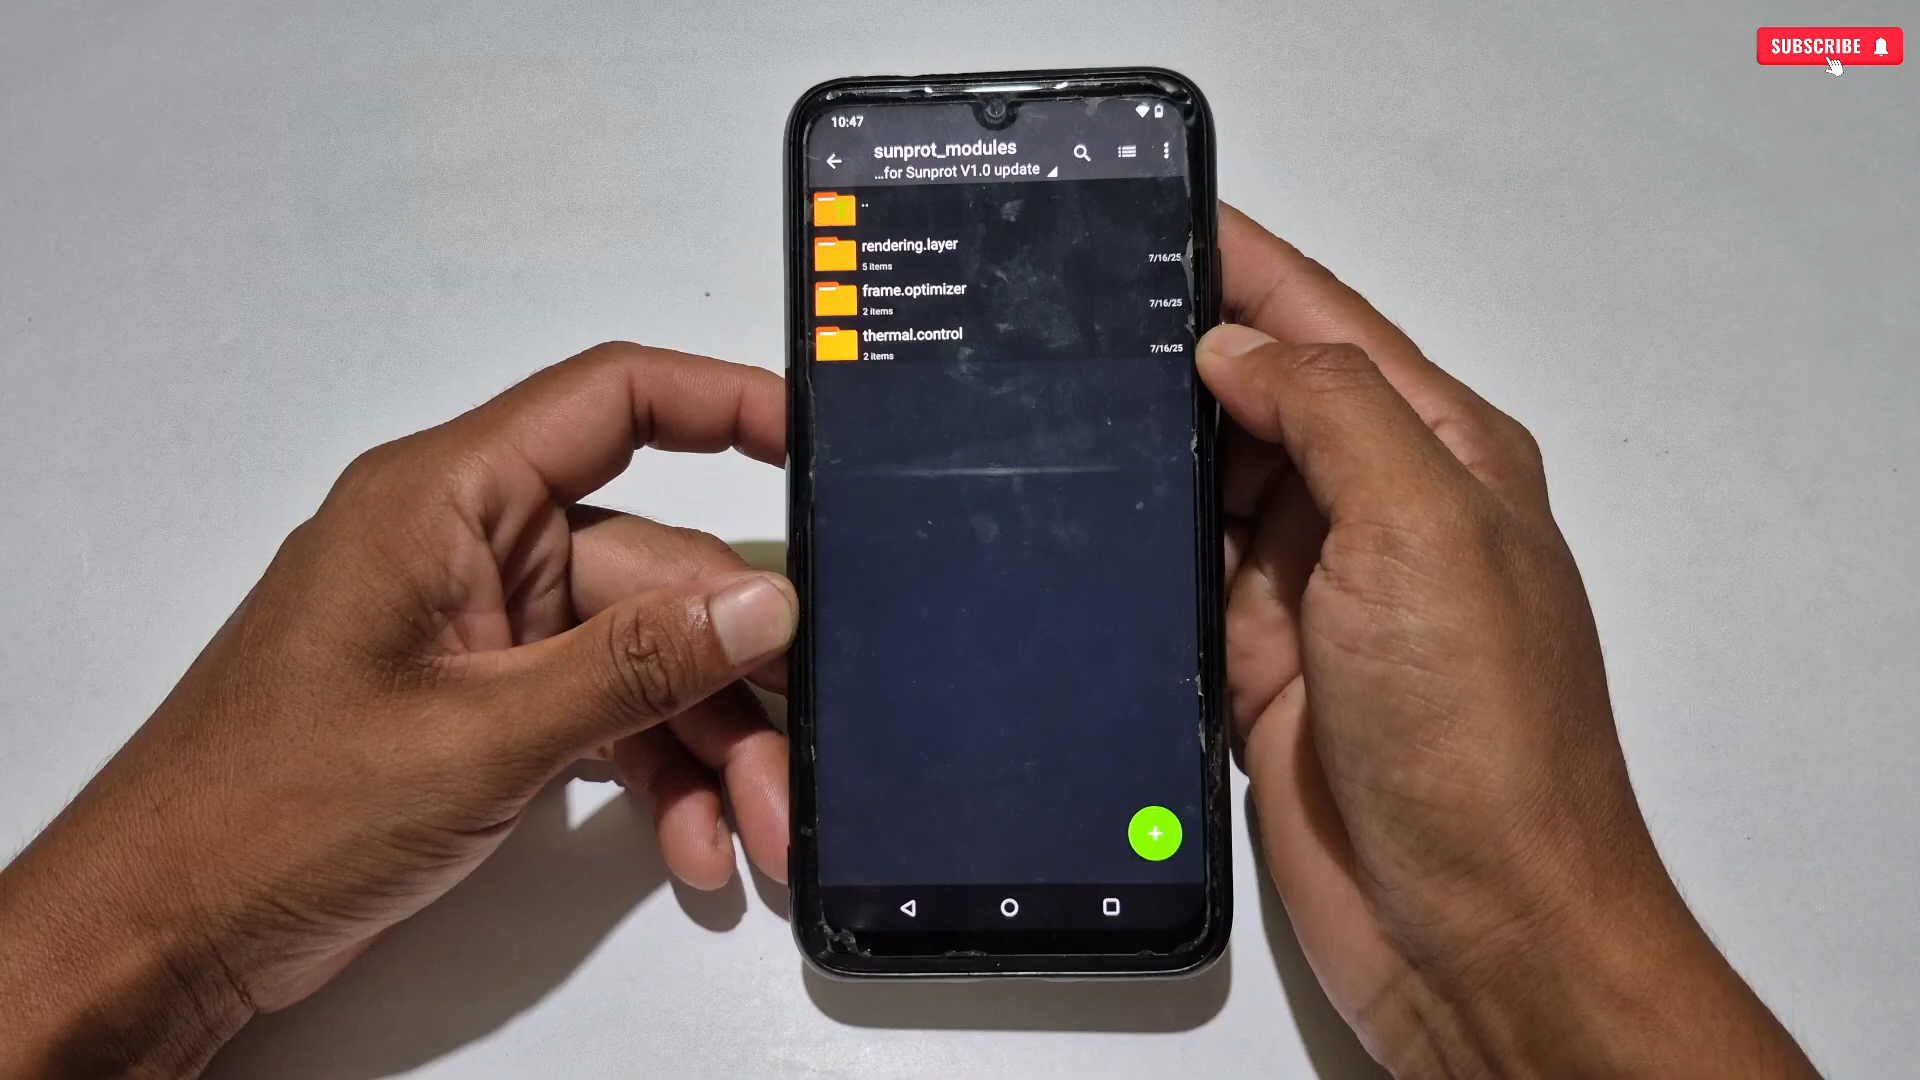 SUBSCRIBE
10:47
sunprot_modules
...for Sunprot V1.0 update
..
rendering.layer
5 items
7/16/25
frame.optimizer
2 items
7/16/25
thermal.control
2 items
7/16/25